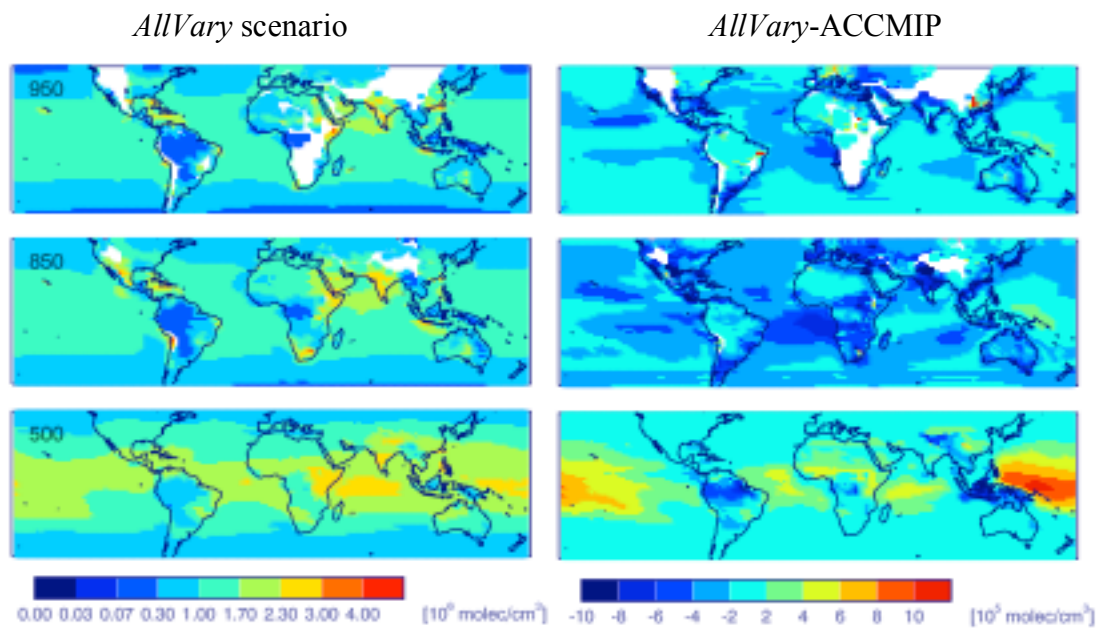 AllVary scenario
AllVary-ACCMIP
950
850
500
0.00 0.03 0.07 0.30 1.00 1.70 2.30 3.00 4.00 [10⁶ molec/cm³]
-10 -8 -6 -4 -2 2 4 6 8 10 [10⁵ molec/cm³]